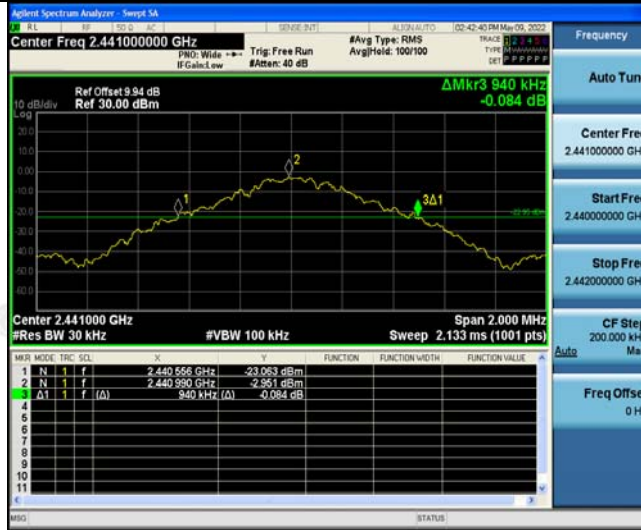 Agilent Spectrum Analyzer - Swept SA
RL RF 50 Ω AC SENSE:INT ALIGNAUTO 02:42:40 PM May 09, 2022
Center Freq 2.441000000 GHz
#Avg Type: RMS
TRACE 1 2 3 4 5 6
PNO: Wide
Trig: Free Run
Avg|Hold: 100/100
TYPE
IFGain:Low
#Atten: 40 dB
DET P P P P P P
ΔMkr3 940 kHz
-0.084 dB
Ref Offset 9.94 dB
10 dB/div Ref 30.00 dBm
Log
20.0
10.0
0.00
-10.0
-20.0
-30.0
-40.0
-50.0
-60.0
1
2
3Δ1
Center 2.441000 GHz Span 2.000 MHz
#Res BW 30 kHz #VBW 100 kHz Sweep 2.133 ms (1001 pts)
MKR MODE TRC SCL X Y FUNCTION FUNCTION WIDTH FUNCTION VALUE
1 N 1 f 2.440 556 GHz -23.063 dBm
2 N 1 f 2.440 990 GHz -2.951 dBm
3 Δ1 1 f (Δ) 940 kHz (Δ) -0.084 dB
4
5
6
7
8
9
10
11
MSG STATUS
Frequency
Auto Tun
Center Fre
2.441000000 GH
Start Fre
2.440000000 GH
Stop Fre
2.442000000 GH
CF Ste
200.000 kH
Auto Ma
Freq Offse
0 H